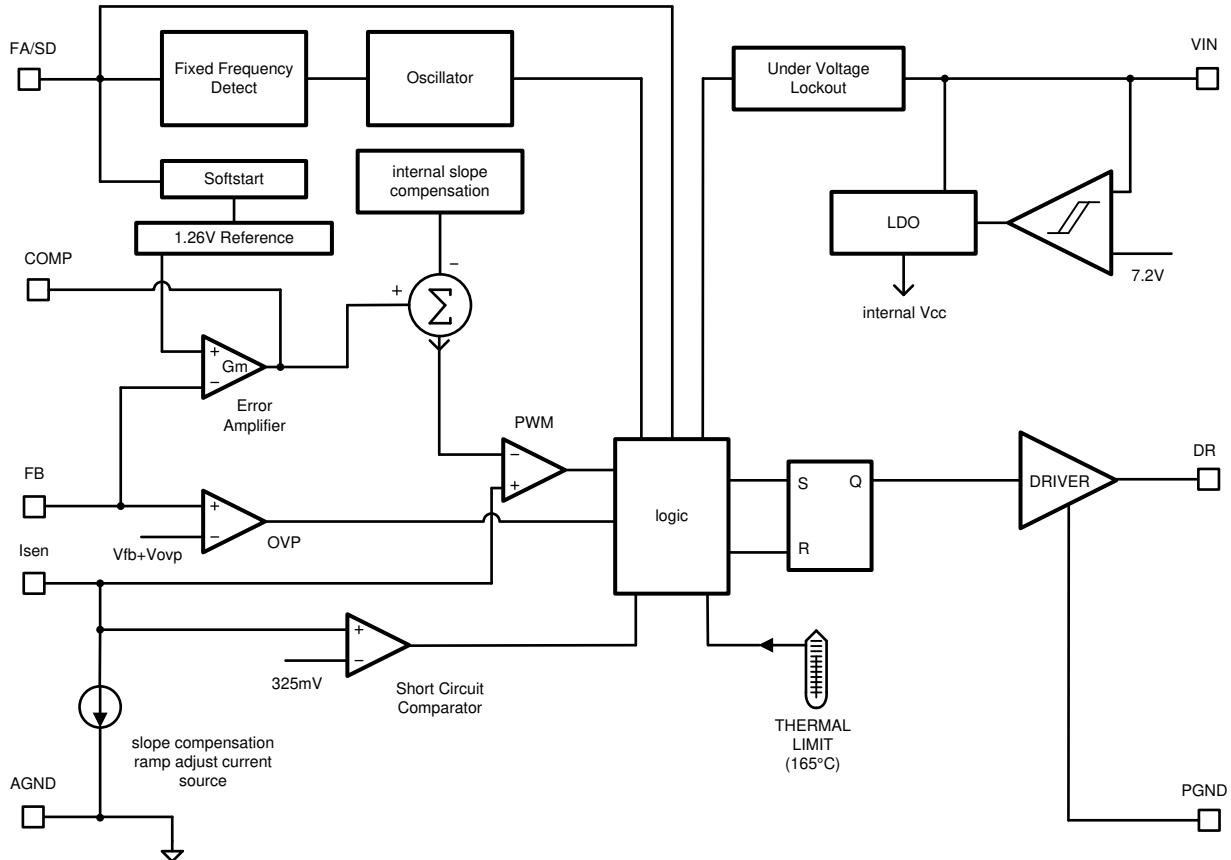 FA/SD
Fixed Frequency
Detect
Oscillator
Under Voltage
Lockout
VIN
Softstart
internal slope
compensation
1.26V Reference
LDO
7.2V
internal Vcc
COMP
−
+
Σ
+
−
Gm
Error
Amplifier
PWM
−
+
FB
+
−
Vfb+Vovp
OVP
logic
S
Q
R
DRIVER
DR
Isen
+
−
325mV
Short Circuit
Comparator
THERMAL
LIMIT
(165°C)
slope compensation
ramp adjust current
source
AGND
PGND